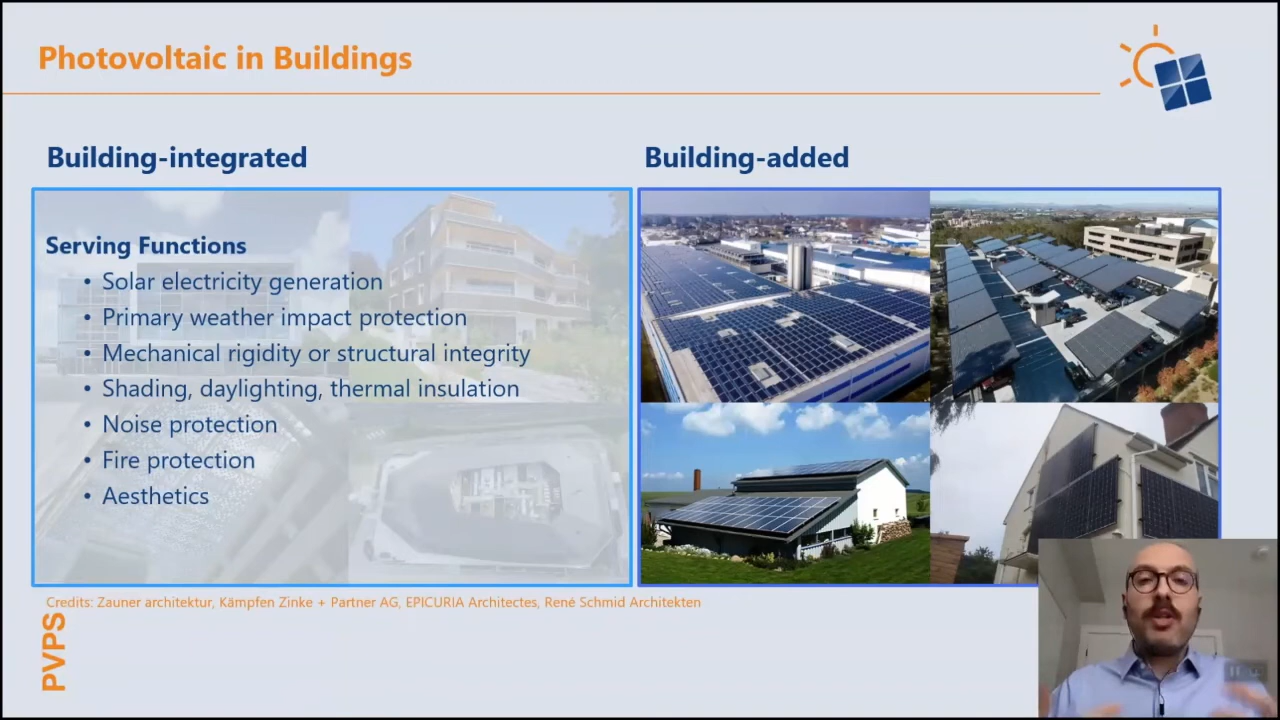 Photovoltaic in Buildings
Building-integrated
Building-added
Serving Functions
• Solar electricity generation
• Primary weather impact protection
• Mechanical rigidity or structural integrity
• Shading, daylighting, thermal insulation
• Noise protection
• Fire protection
• Aesthetics
Credits: Zauner architektur, Kämpfen Zinke + Partner AG, EPICURIA Architectes, René Schmid Architekten
PVPS